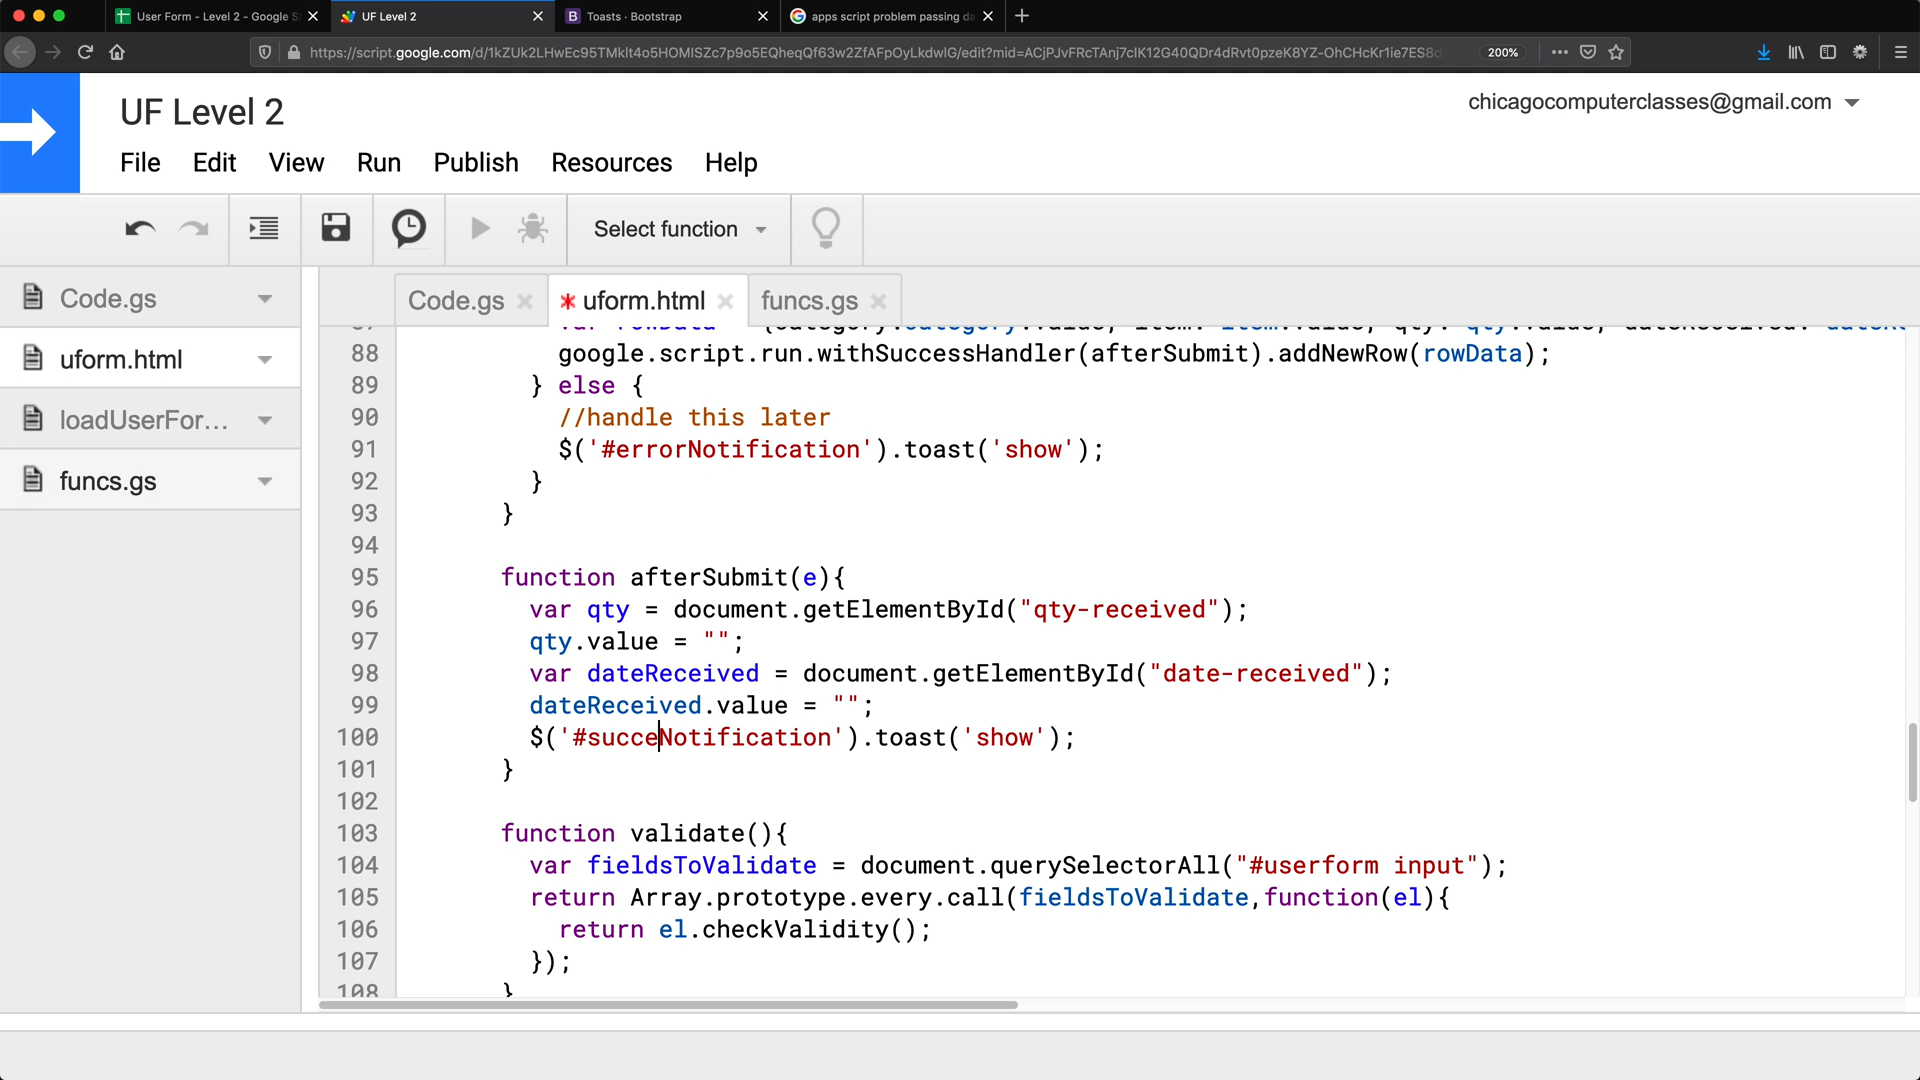 User Form - Level 2 - Google S
UF Level 2
B Toasts · Bootstrap
apps script problem passing da
https://script.google.com/d/1kZUk2LHwEc95TMklt4o5HOMISZc7p9o5EQheqQf63w2ZfAFpOyLkdwlG/edit?mid=ACjPJvFRcTAnj7clK12G40QDr4dRvt0pzeK8YZ-OhCHcKr1ie7ES8d
200%
UF Level 2
chicagocomputerclasses@gmail.com
File Edit View Run Publish Resources Help
Select function
Code.gs
uform.html
loadUserFor...
funcs.gs
Code.gs
* uform.html
funcs.gs
88 google.script.run.withSuccessHandler(afterSubmit).addNewRow(rowData);
89 } else {
90 //handle this later
91 $('#errorNotification').toast('show');
92 }
93 }
94
95 function afterSubmit(e){
96 var qty = document.getElementById("qty-received");
97 qty.value = "";
98 var dateReceived = document.getElementById("date-received");
99 dateReceived.value = "";
100 $('#succeNotification').toast('show');
101 }
102
103 function validate(){
104 var fieldsToValidate = document.querySelectorAll("#userform input");
105 return Array.prototype.every.call(fieldsToValidate,function(el){
106 return el.checkValidity();
107 });
108 }